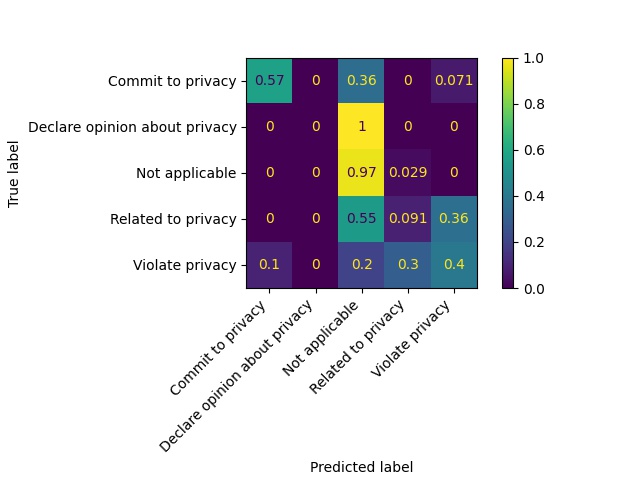 Commit to privacy 0.57 0 0.36 0 0.071
Declare opinion about privacy 0 0 1 0 0
Not applicable 0 0 0.97 0.029 0
Related to privacy 0 0 0.55 0.091 0.36
Violate privacy 0.1 0 0.2 0.3 0.4
True label
Commit to privacy
Declare opinion about privacy
Not applicable
Related to privacy
Violate privacy
Predicted label
1.0
0.8
0.6
0.4
0.2
0.0